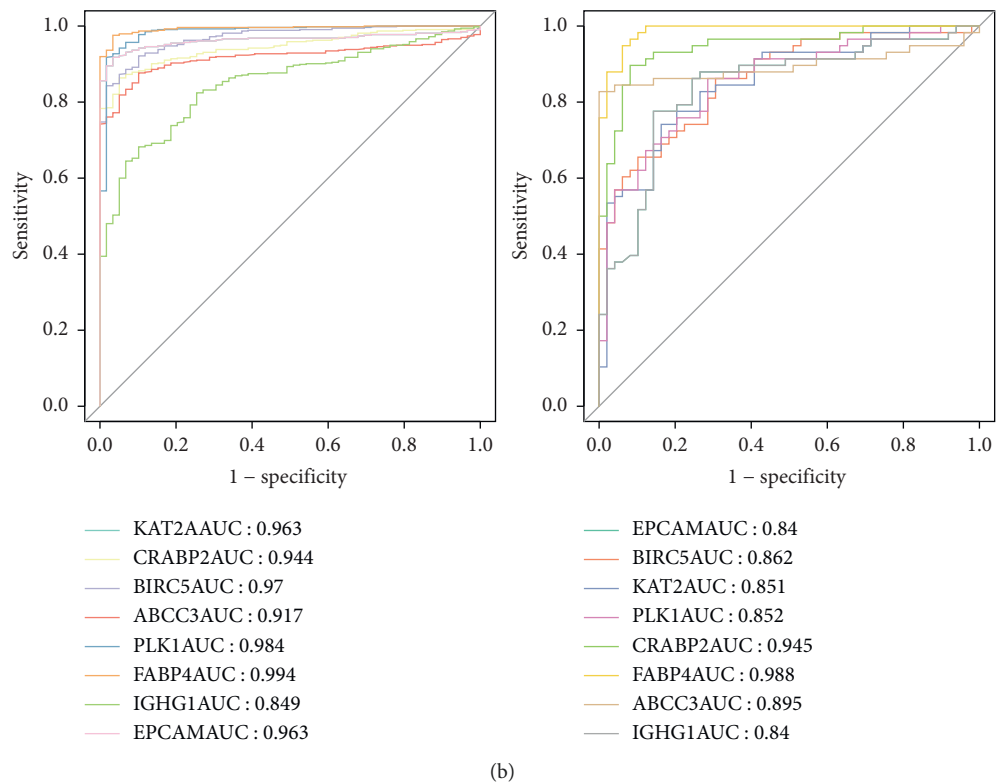 1.0
0.8
0.6
0.4
0.2
0.0
Sensitivity
0.0 0.2 0.4 0.6 0.8 1.0
1 − specificity
KAT2AAUC : 0.963
CRABP2AUC : 0.944
BIRC5AUC : 0.97
ABCC3AUC : 0.917
PLK1AUC : 0.984
FABP4AUC : 0.994
IGHG1AUC : 0.849
EPCAMAUC : 0.963
1.0
0.8
0.6
0.4
0.2
0.0
Sensitivity
0.0 0.2 0.4 0.6 0.8 1.0
1 − specificity
EPCAMAUC : 0.84
BIRC5AUC : 0.862
KAT2AUC : 0.851
PLK1AUC : 0.852
CRABP2AUC : 0.945
FABP4AUC : 0.988
ABCC3AUC : 0.895
IGHG1AUC : 0.84
(b)